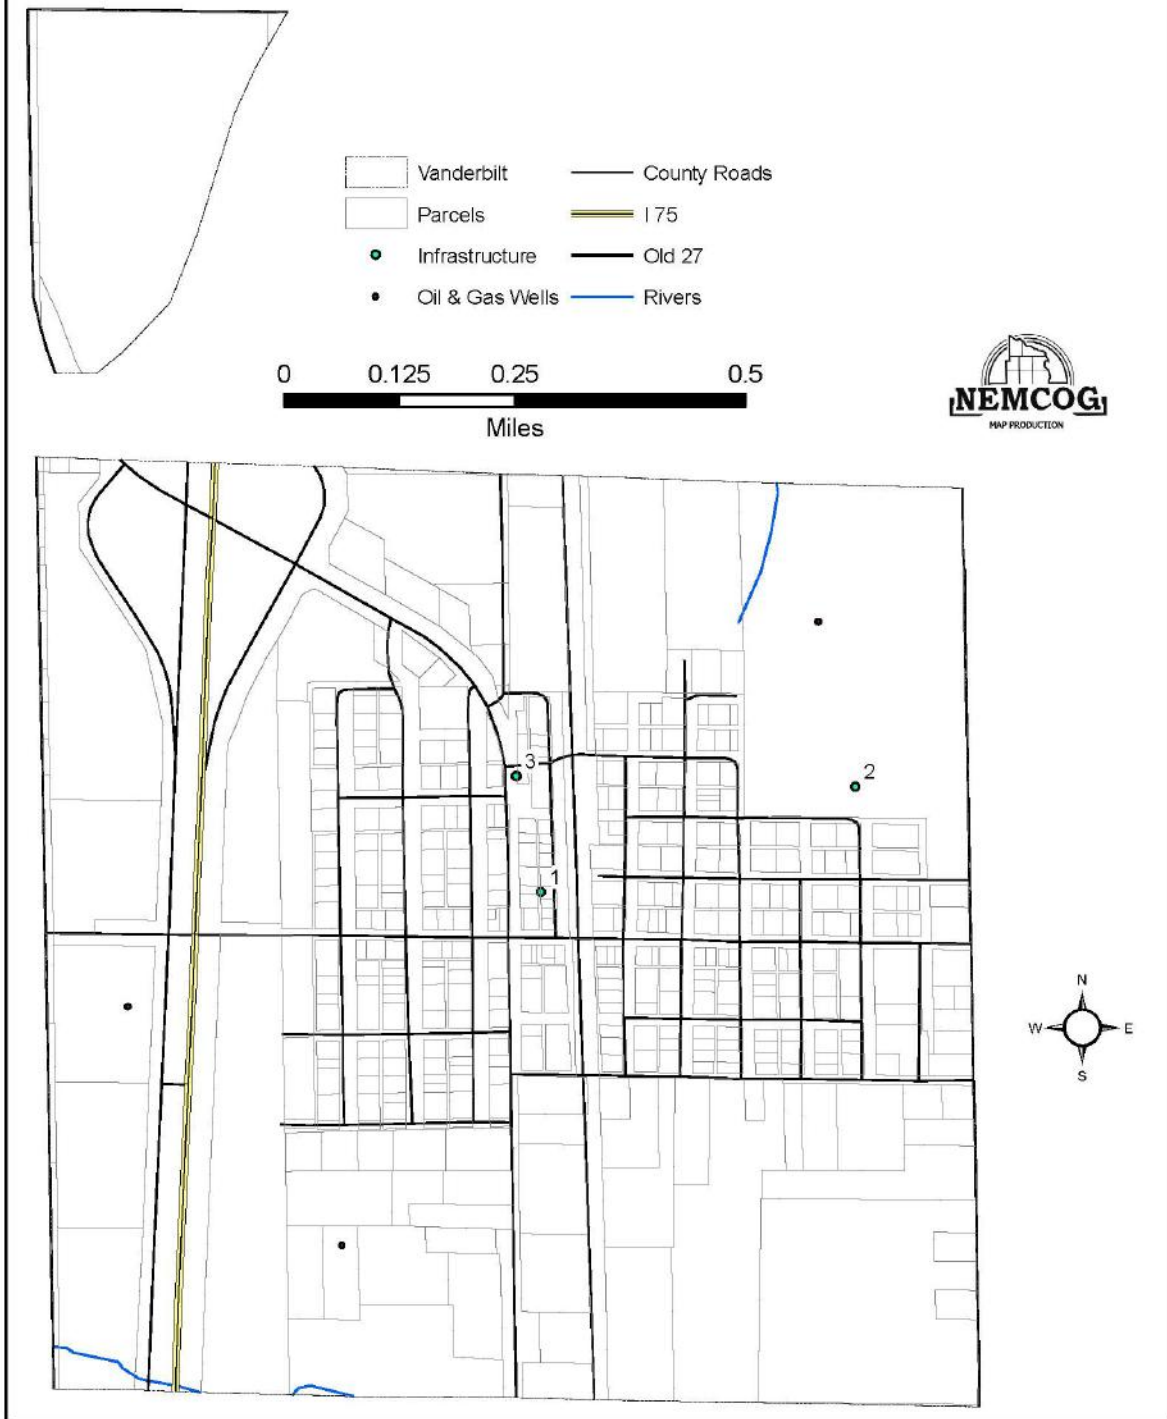 Vanderbilt County Roads
Parcels I 75
Infrastructure Old 27
Oil & Gas Wells Rivers
0 0.125 0.25 0.5
Miles
NEMCOG
MAP PRODUCTION
3
2
1
N
W E
S